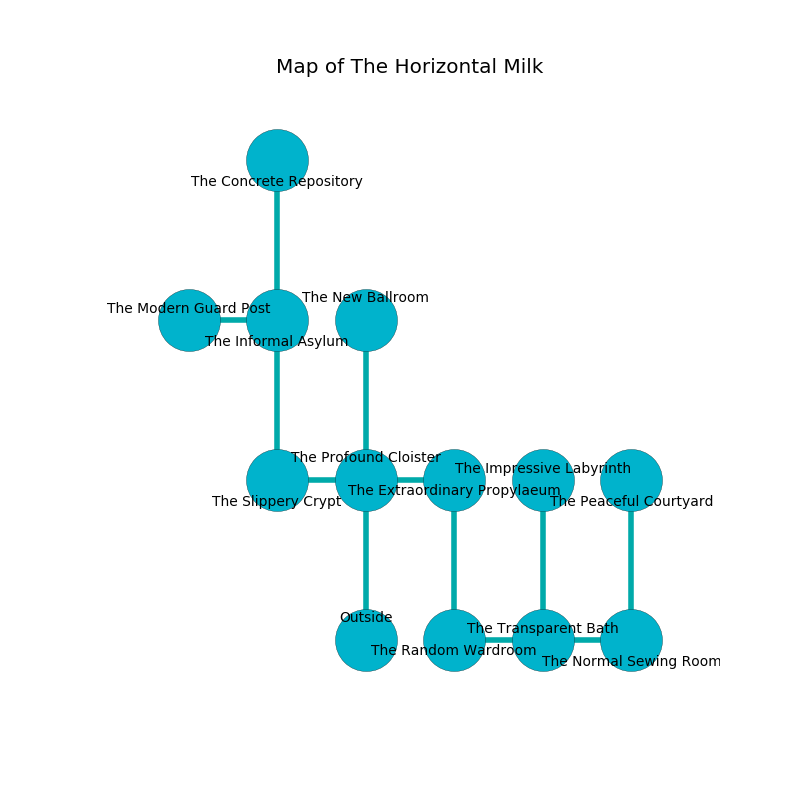 Map of The Horizontal Milk
The Concrete Repository
The New Ballroom
The Modern Guard Post
The Informal Asylum
The Profound Cloister
The Impressive Labyrinth
The Extraordinary Propylaeum
The Slippery Crypt
The Peaceful Courtyard
Outside
The Transparent Bath
The Random Wardroom
The Normal Sewing Room